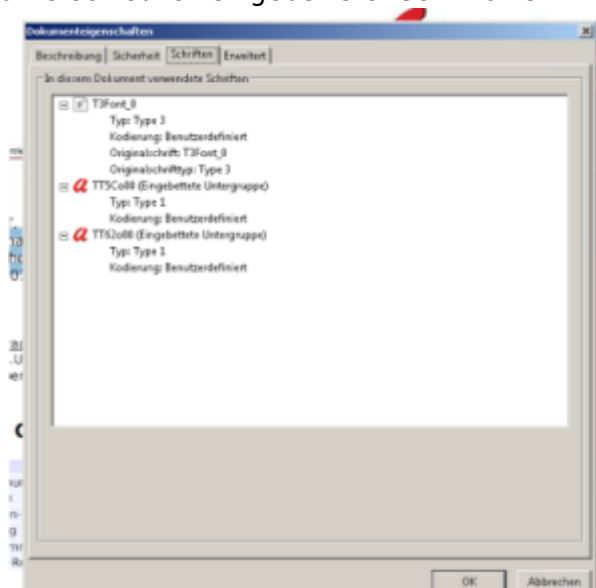 Dokumenteigenschaften
Beschreibung Sicherheit Schriften Erweitert
In diesem Dokument verwendete Schriften
T3Font_0
Typ: Type 3
Kodierung: Benutzerdefiniert
Originalschrift: T3Font_0
Originalschrifttyp: Type 3
TT5Co00 (Eingebettete Untergruppe)
Typ: Type 1
Kodierung: Benutzerdefiniert
TT62o00 (Eingebettete Untergruppe)
Typ: Type 1
Kodierung: Benutzerdefiniert
OK Abbrechen